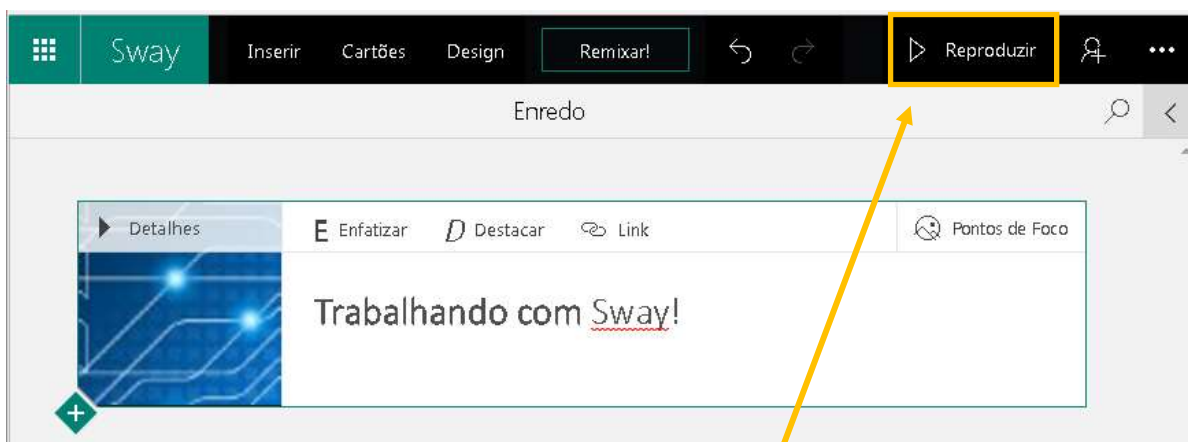 Sway Inserir Cartões Design Remixar! Reproduzir
Enredo
Detalhes E Enfatizar D Destacar Link Pontos de Foco
Trabalhando com Sway!